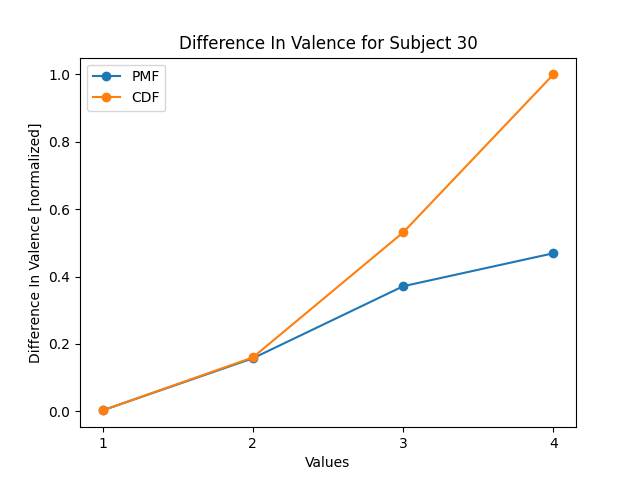 Difference In Valence for Subject 30
PMF
CDF
Difference In Valence [normalized]
1.0
0.8
0.6
0.4
0.2
0.0
1 2 3 4
Values